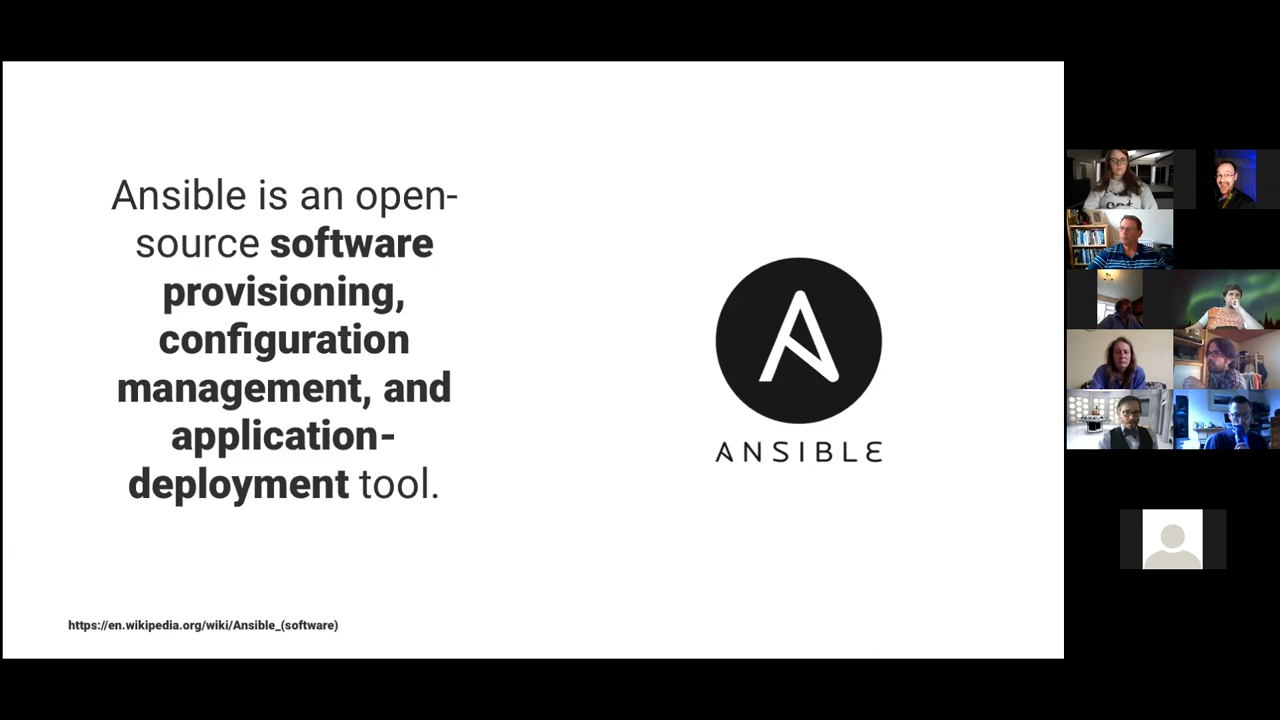 Ansible is an open-
source software
provisioning,
configuration
management, and
application-
deployment tool.
ANSIBLE
https://en.wikipedia.org/wiki/Ansible_(software)